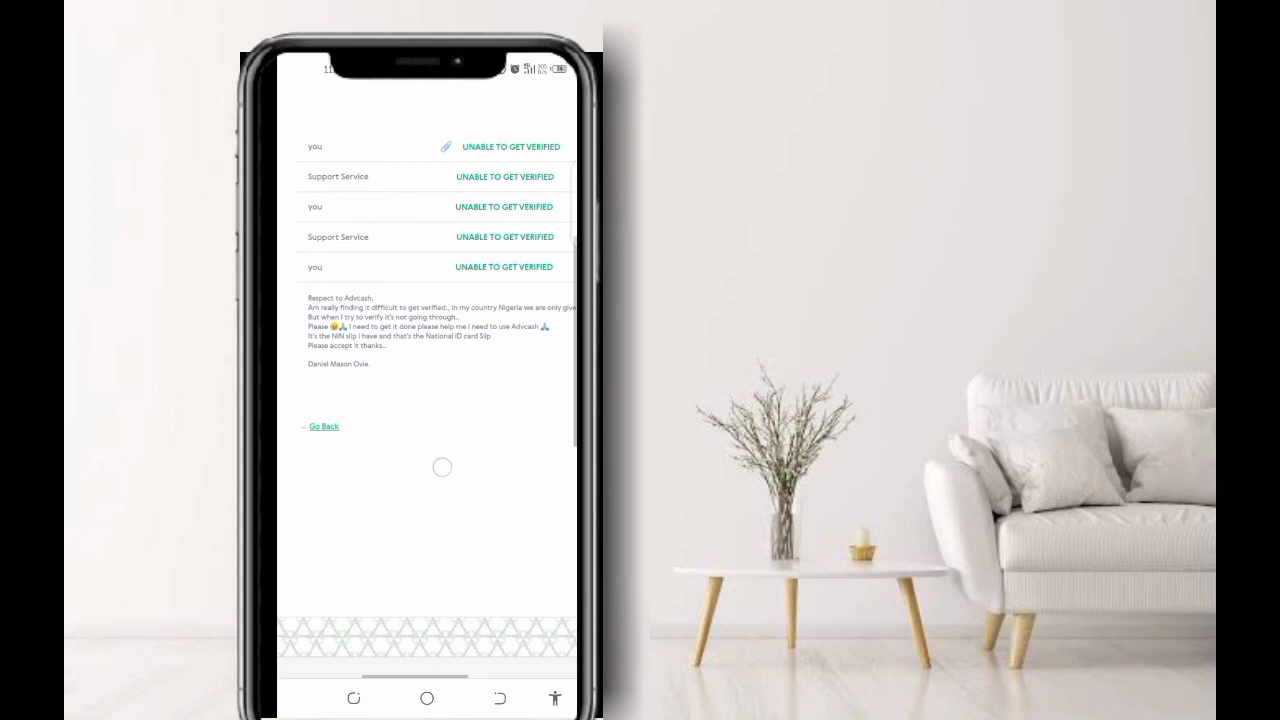 11
you UNABLE TO GET VERIFIED
Support Service UNABLE TO GET VERIFIED
you UNABLE TO GET VERIFIED
Support Service UNABLE TO GET VERIFIED
you UNABLE TO GET VERIFIED
Respect to Advcash,
Am really finding it difficult to get verified., In my country Nigeria we are only give
But when I try to verify it's not going through..
Please 😥🙏 I need to get it done please help me I need to use Advcash 🙏
It's the NIN slip I have and that's the National ID card Slip
Please accept it thanks..
Daniel Mason Ovie.
← Go Back